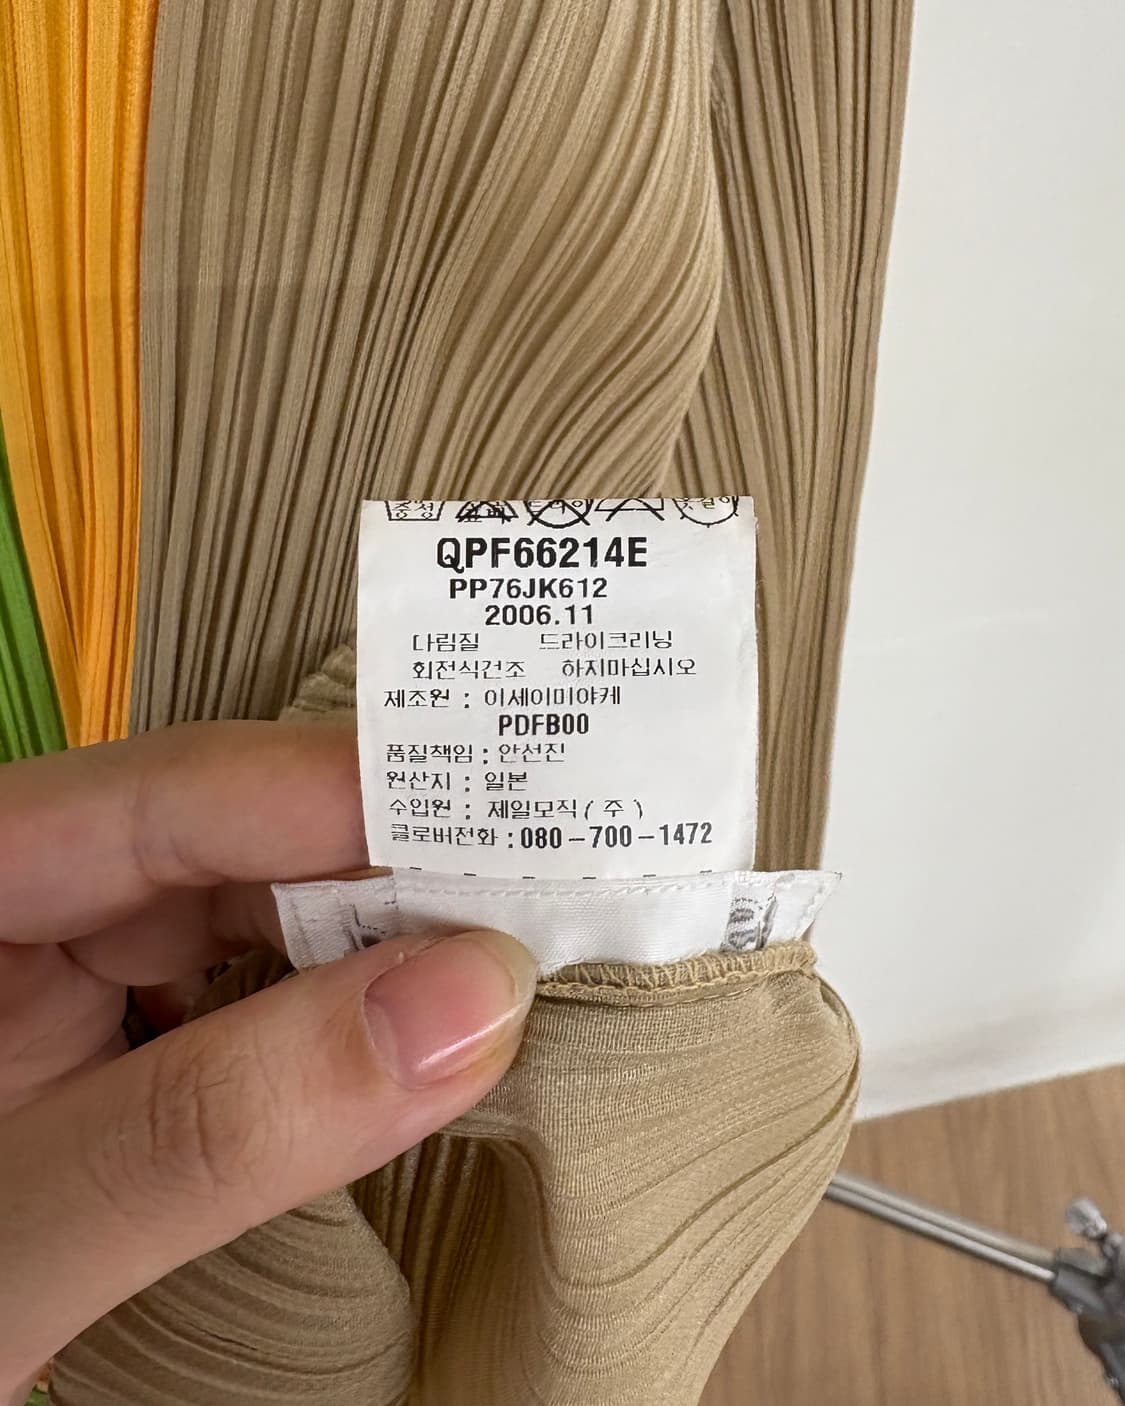 중성
QPF66214E
PP76JK612
2006.11
다림질 드라이크리닝
회전식건조 하지마십시오
제조원 : 이세이미야케
PDFB00
품질책임 : 안선진
원산지 : 일본
수입원 : 제일모직 ( 주 )
클로버전화 : 080-700-1472